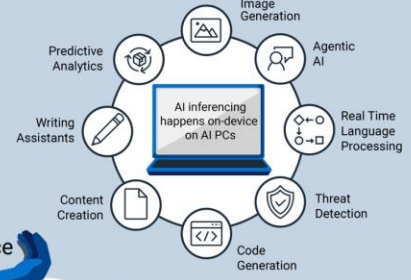 Image
Generation
Agentic
AI
Real Time
Language
Processing
Threat
Detection
Code
Generation
Content
Creation
Writing
Assistants
Predictive
Analytics
AI inferencing
happens on-device
on AI PCs